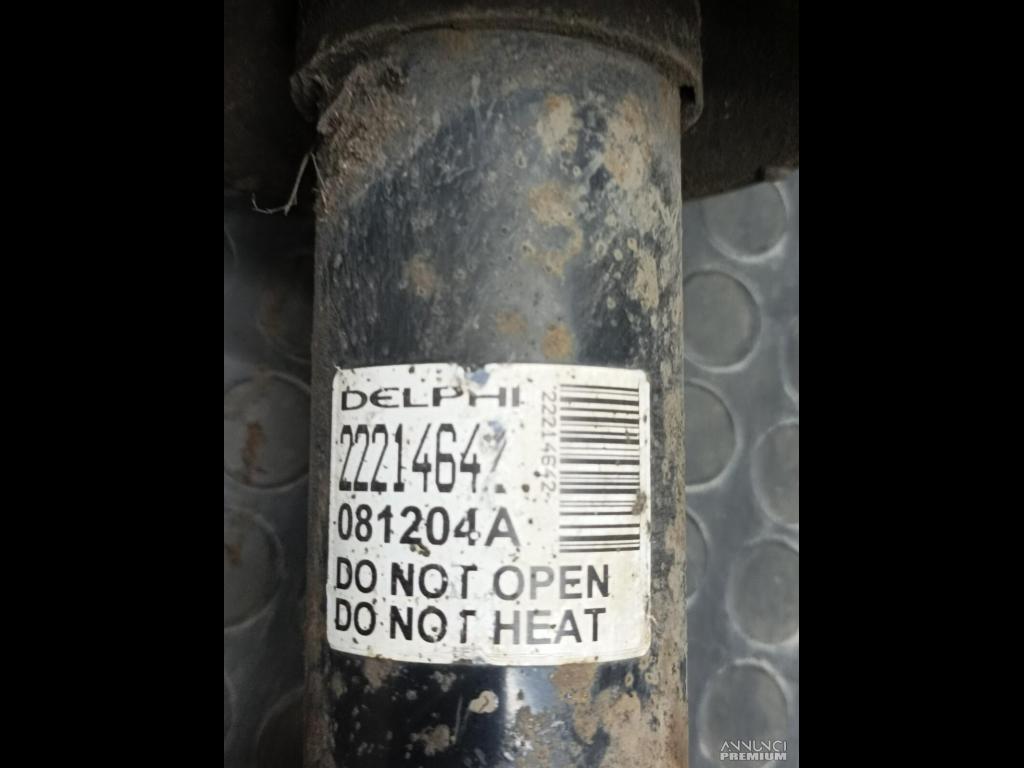 DELPHI
22214642
22214642
081204A
DO NOT OPEN
DO NOT HEAT
ANNUNCI
PREMIUM